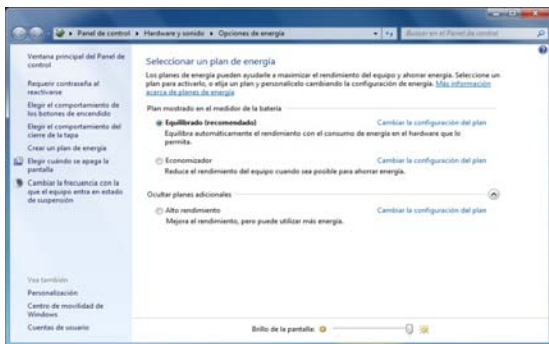 Panel de control ▸ Hardware y sonido ▸ Opciones de energía
Buscar en el Panel de control
Ventana principal del Panel de
control
Requerir contraseña al
reactivarse
Elegir el comportamiento de
los botones de encendido
Elegir el comportamiento del
cierre de la tapa
Crear un plan de energía
Elegir cuándo se apaga la
pantalla
Cambiar la frecuencia con la
que el equipo entra en estado
de suspensión
Vea también
Personalización
Centro de movilidad de
Windows
Cuentas de usuario
Seleccionar un plan de energía
Los planes de energía pueden ayudarle a maximizar el rendimiento del equipo y ahorrar energía. Seleccione un
plan para activarlo, o elija un plan y personalícelo cambiando la configuración de energía. Más información
acerca de planes de energía
Plan mostrado en el medidor de la batería
Equilibrado (recomendado) Cambiar la configuración del plan
Equilibra automáticamente el rendimiento con el consumo de energía en el hardware que lo
permita.
Economizador Cambiar la configuración del plan
Reduce el rendimiento del equipo cuando sea posible para ahorrar energía.
Ocultar planes adicionales
Alto rendimiento Cambiar la configuración del plan
Mejora el rendimiento, pero puede utilizar más energía.
Brillo de la pantalla: